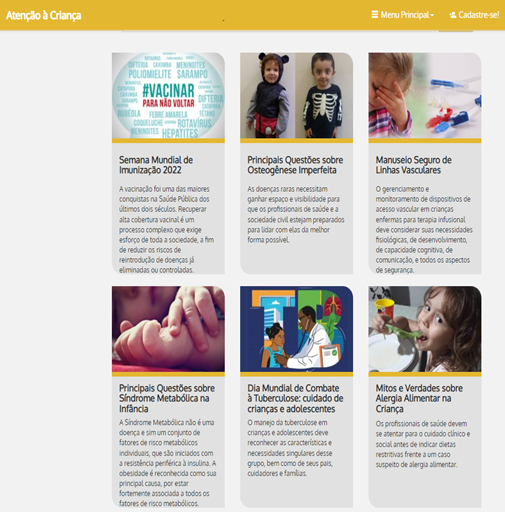 Atenção à Criança
Menu Principal
Cadastre-se!
DIFTERIA CAXUMBA MENINGITES
POLIOMIELITE SARAMPO
#VACINAR
PARA NÃO VOLTAR
FEBRE AMARELA
COQUELUCHE ROTAVÍRUS
MENINGITES HEPATITES
Semana Mundial de
Imunização 2022
A vacinação foi uma das maiores
conquistas na Saúde Pública dos
últimos dois séculos. Recuperar
alta cobertura vacinal é um
processo complexo que exige
esforço de toda a sociedade, a fim
de reduzir os riscos de
reintrodução de doenças já
eliminadas ou controladas.
Principais Questões sobre
Osteogênese Imperfeita
As doenças raras necessitam
ganhar espaço e visibilidade para
que os profissionais de saúde e a
sociedade civil estejam preparados
para lidar com elas da melhor
forma possível.
Manuseio Seguro de
Linhas Vasculares
O gerenciamento e
monitoramento de dispositivos de
acesso vascular em crianças
enfermas para terapia infusional
deve considerar suas necessidades
fisiológicas, de desenvolvimento,
de capacidade cognitiva, de
comunicação, e todos os aspectos
de segurança.
Principais Questões sobre
Síndrome Metabólica na
Infância
A Síndrome Metabólica não é uma
doença e sim um conjunto de
fatores de risco metabólicos
individuais, que são iniciados com
a resistência periférica à insulina. A
obesidade é reconhecida como sua
principal causa, por estar
fortemente associada a todos os
fatores de risco metabólicos.
TB
Dia Mundial de Combate
à Tuberculose: cuidado de
crianças e adolescentes
O manejo da tuberculose em
crianças e adolescentes deve
reconhecer as características e
necessidades singulares desse
grupo, bem como de seus pais,
cuidadores e famílias.
Mitos e Verdades sobre
Alergia Alimentar na
Criança
Os profissionais de saúde devem
se atentar para o cuidado clínico e
social antes de indicar dietas
restritivas frente a um caso
suspeito de alergia alimentar.